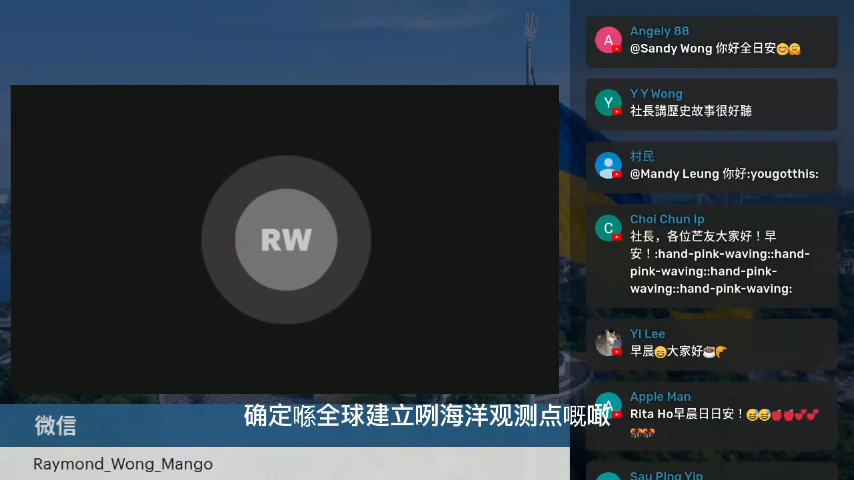 RW
微信
确定喺全球建立咧海洋观测点嘅噉
Raymond_Wong_Mango
A
Angely 88
@Sandy Wong 你好全日安😊🤗
Y
Y Y Wong
社長講歷史故事很好聽
村民
@Mandy Leung 你好:yougotthis:
C
Choi Chun Ip
社長，各位芒友大家好！早
安！:hand-pink-waving::hand-
pink-waving::hand-pink-
waving::hand-pink-waving:
YI Lee
早晨😄大家好☕🥐
A
Apple Man
Rita Ho早晨日日安！😄😄🍎🍎💕💕
🎊🎊
Sau Ping Yip